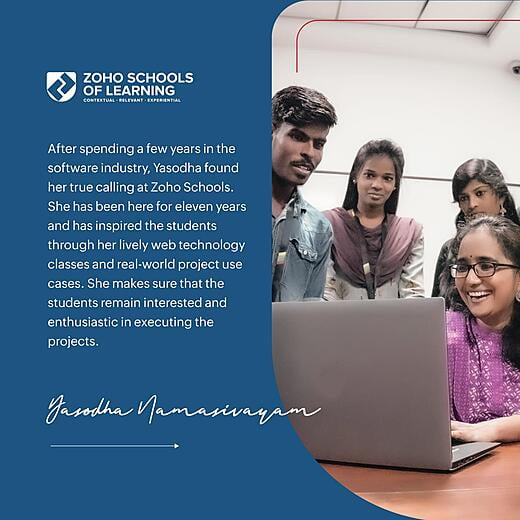 ZOHO SCHOOLS
OF LEARNING
CONTEXTUAL · RELEVANT · EXPERIENTIAL
After spending a few years in the
software industry, Yasodha found
her true calling at Zoho Schools.
She has been here for eleven years
and has inspired the students
through her lively web technology
classes and real-world project use
cases. She makes sure that the
students remain interested and
enthusiastic in executing the
projects.
Yasodha Namasivayam